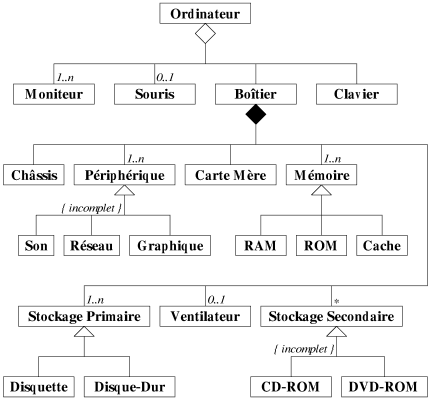 Ordinateur
1..n 0..1
Moniteur Souris Boîtier Clavier
1..n 1..n
Châssis Périphérique Carte Mère Mémoire
{ incomplet }
Son Réseau Graphique RAM ROM Cache
1..n 0..1 *
Stockage Primaire Ventilateur Stockage Secondaire
{ incomplet }
Disquette Disque-Dur CD-ROM DVD-ROM